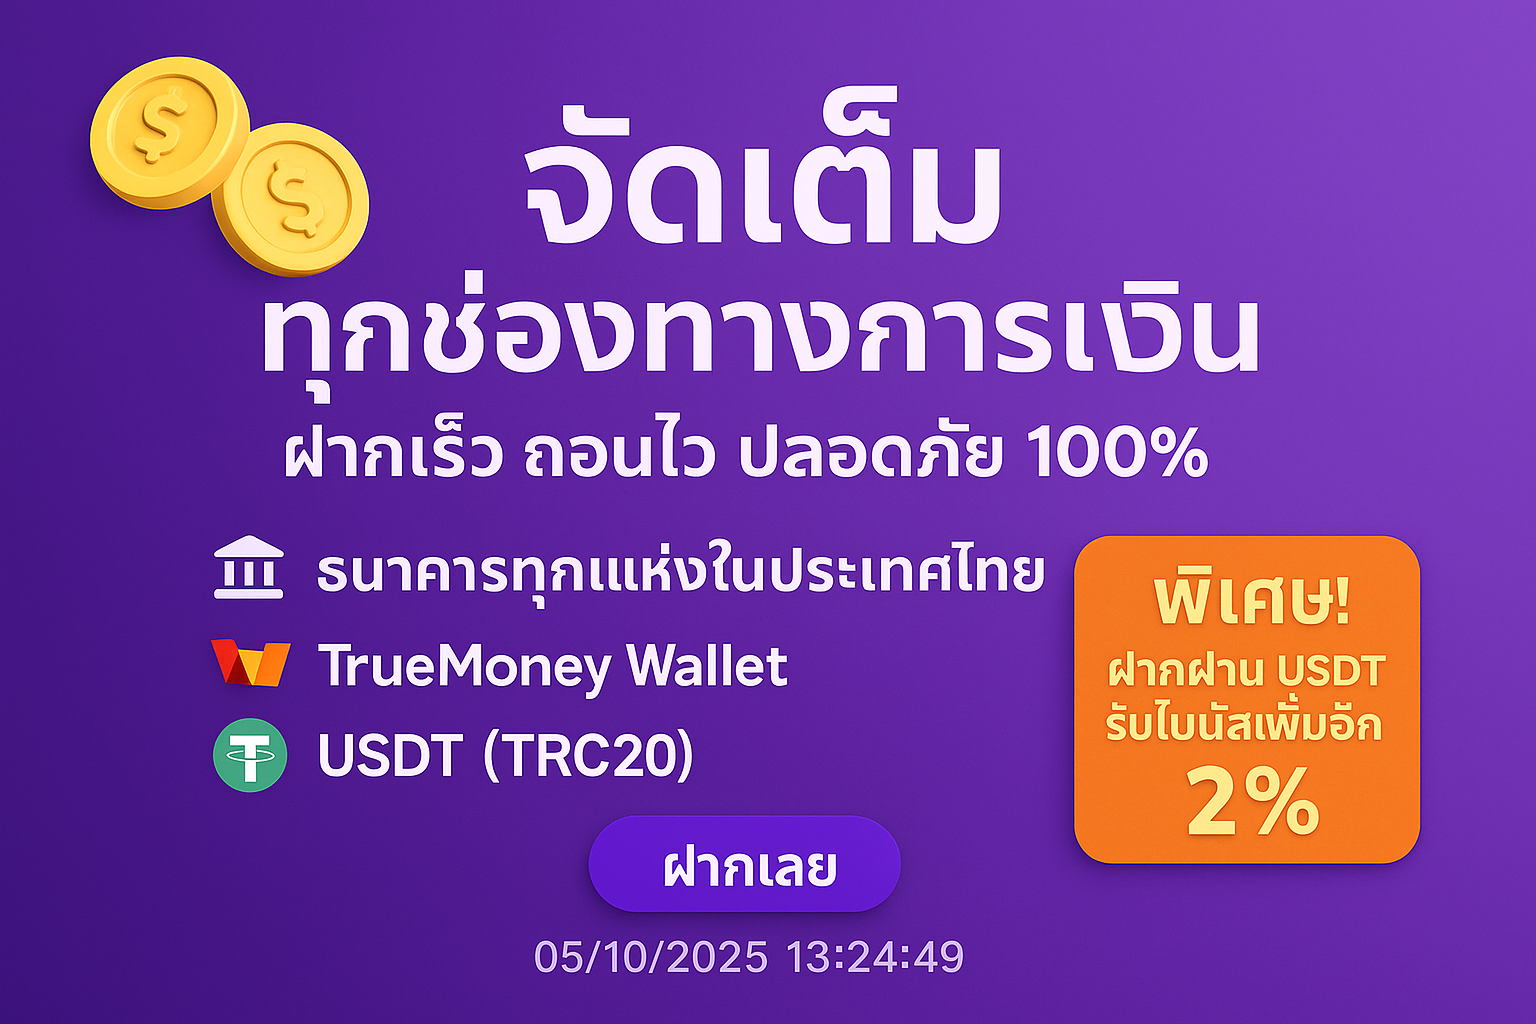 จัดเต็ม
ทุกช่องทางการเงิน
ฝากเร็ว ถอนไว ปลอดภัย 100%
ธนาคารทุกแห่งในประเทศไทย
TrueMoney Wallet
USDT (TRC20)
พิเศษ!
ฝากฝ่าน USDT
รับไบนัสเพิ่มอีก
2%
ฝากเลย
05/10/2025 13:24:49